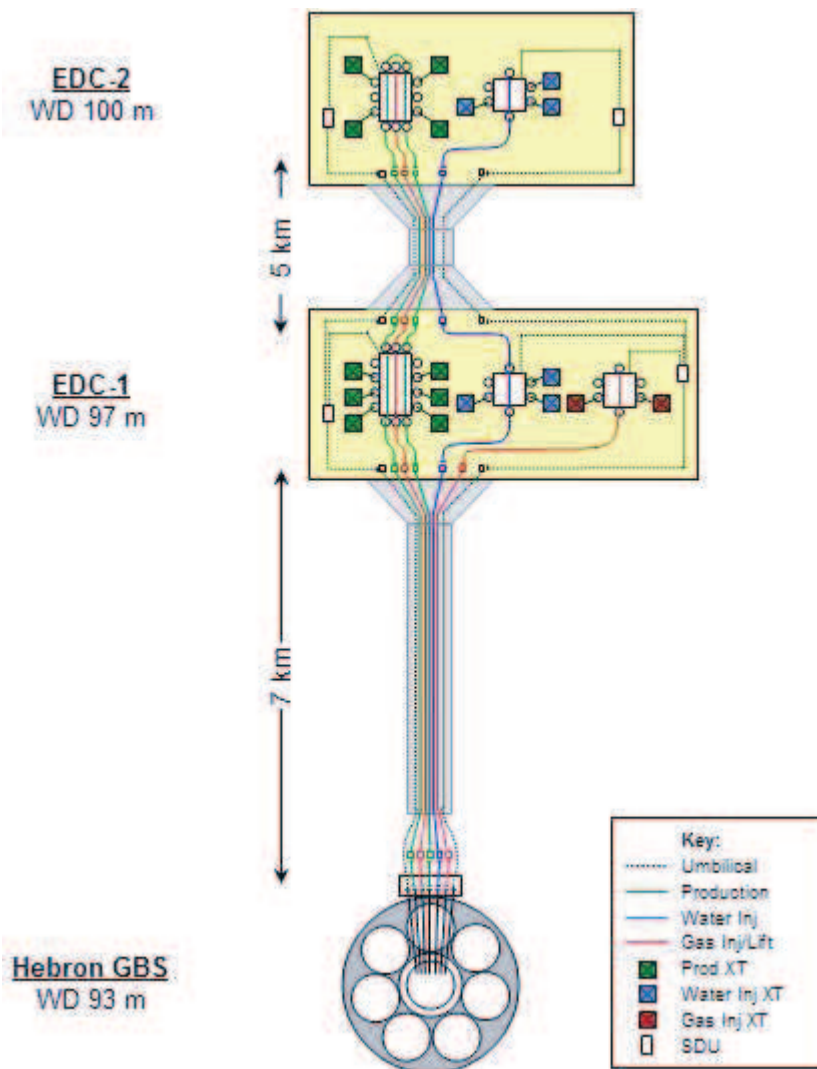 EDC-2
WD 100 m
5 km
EDC-1
WD 97 m
7 km
Hebron GBS
WD 93 m
Key:
Umbilical
Production
Water Inj
Gas Inj/Lift
Prod XT
Water Inj XT
Gas Inj XT
SDU